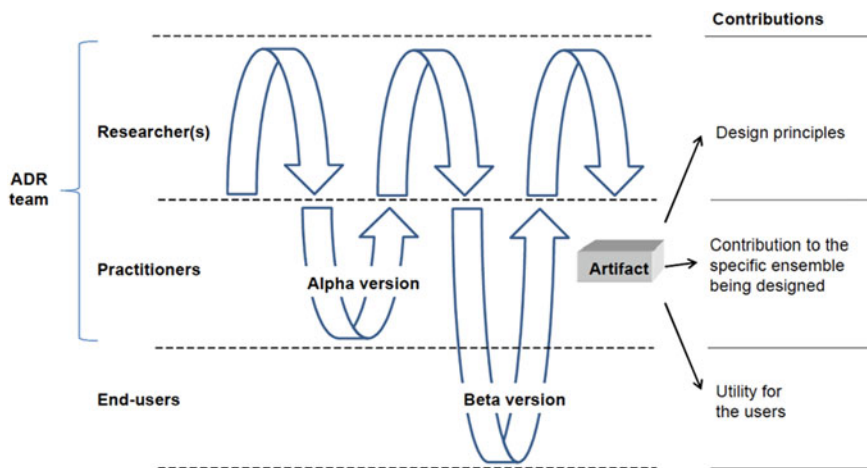 Contributions
Researcher(s)
Design principles
ADR
team
Practitioners
Alpha version
Artifact
Contribution to the
specific ensemble
being designed
End-users
Beta version
Utility for
the users